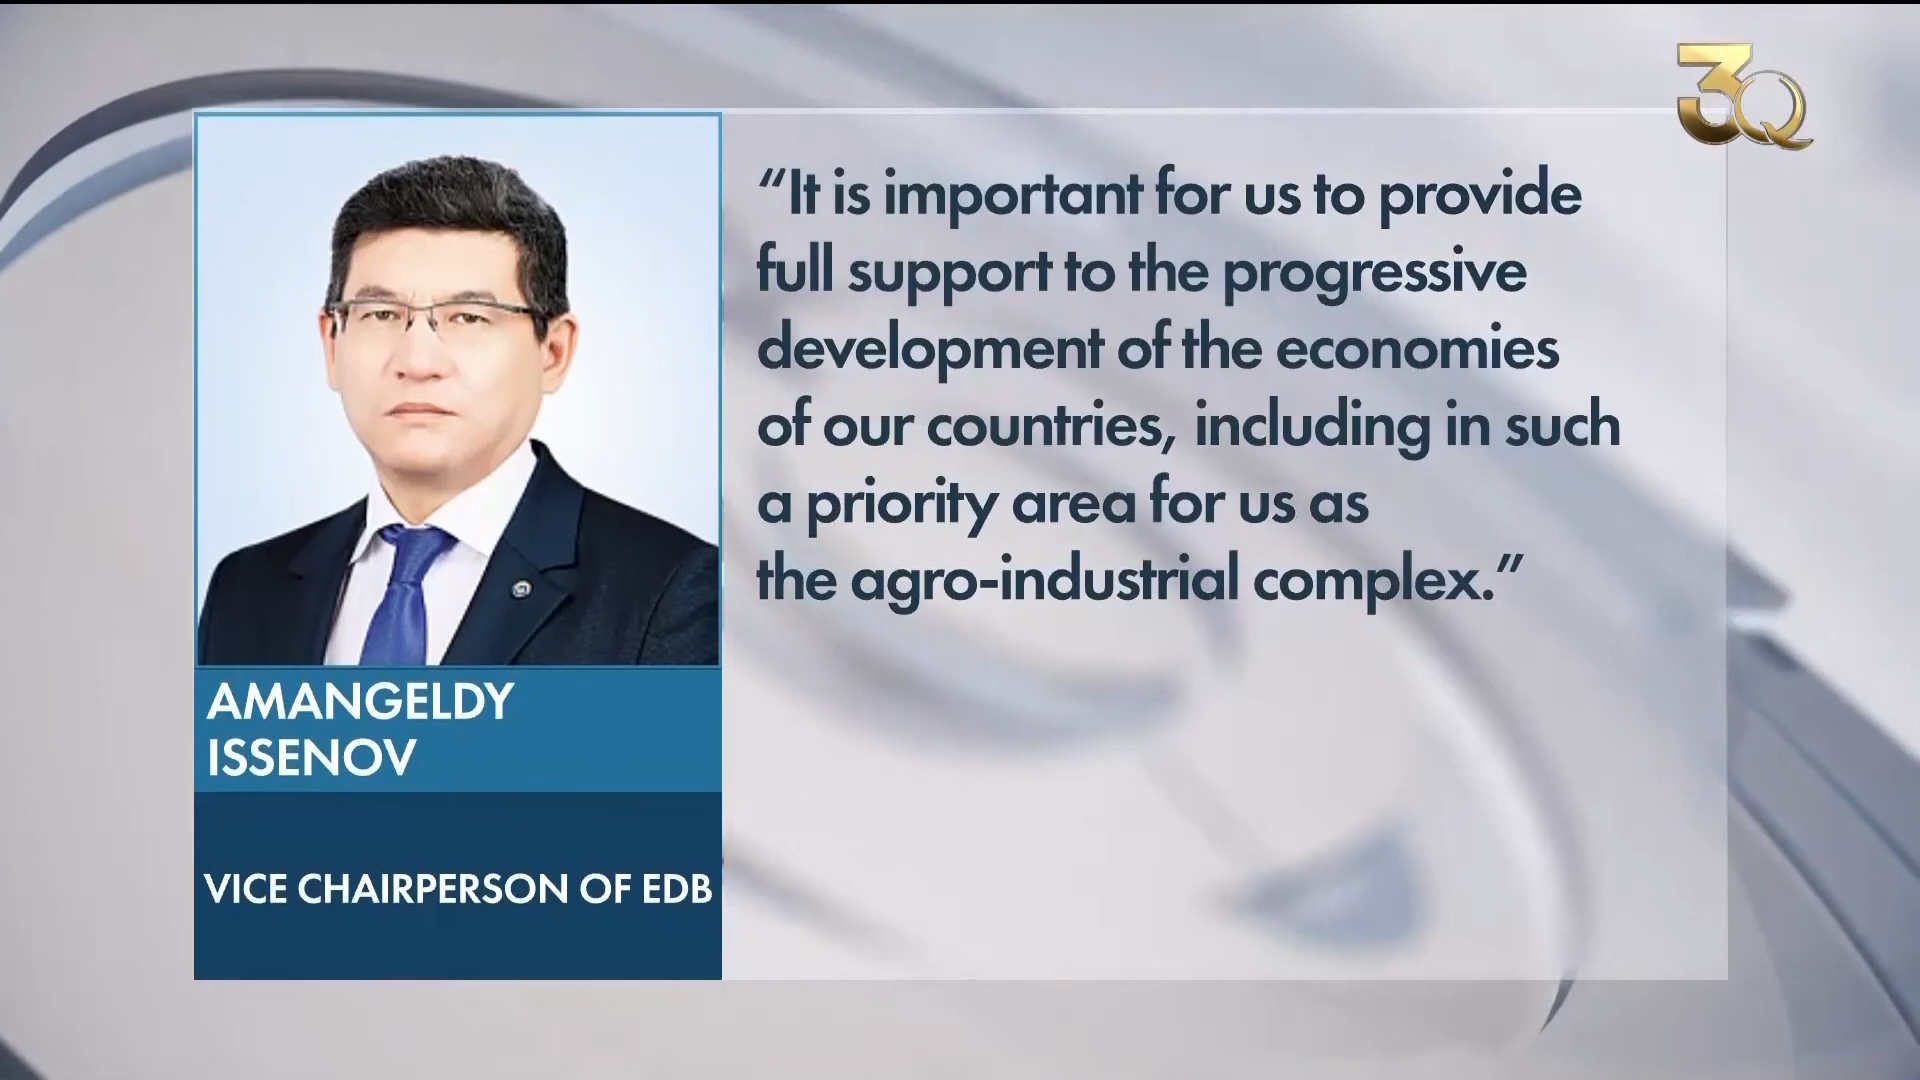 3Q
“It is important for us to provide
full support to the progressive
development of the economies
of our countries, including in such
a priority area for us as
the agro-industrial complex.”
AMANGELDY
ISSENOV
VICE CHAIRPERSON OF EDB